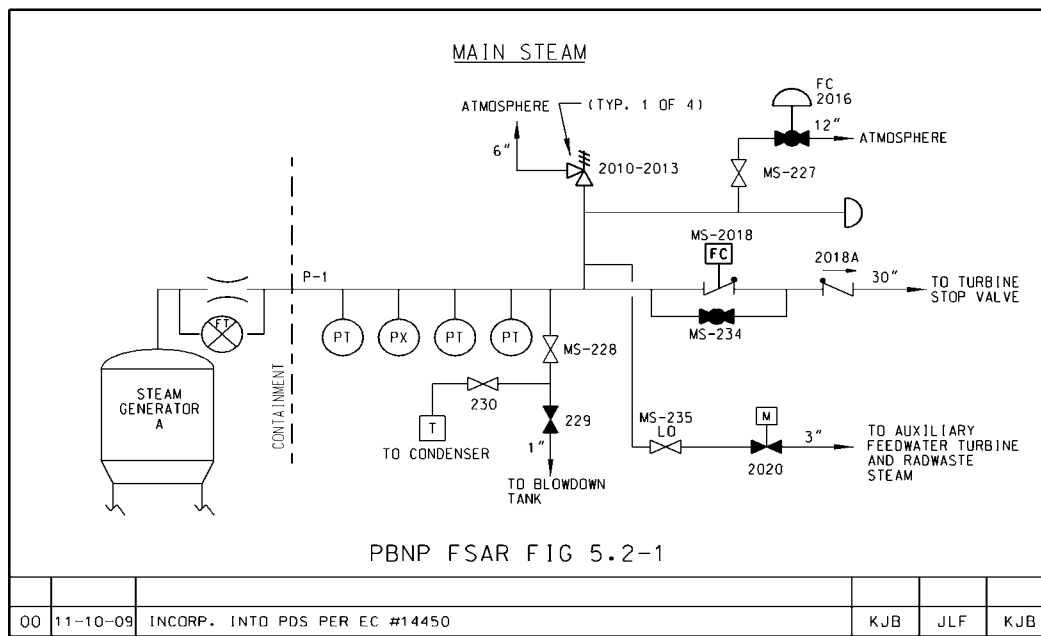 MAIN STEAM
FC
2016
ATMOSPHERE
(TYP. 1 OF 4)
12"
ATMOSPHERE
6"
2010-2013
MS-227
MS-2018
FC
2018A
P-1
30"
TO TURBINE
STOP VALVE
FT
PT
PX
PT
PT
MS-234
MS-228
CONTAINMENT
STEAM
GENERATOR
A
230
229
MS-235
LO
M
3"
TO AUXILIARY
FEEDWATER TURBINE
AND RADWASTE
STEAM
T
TO CONDENSER
1"
2020
TO BLOWDOWN
TANK
PBNP FSAR FIG 5.2-1
00 11-10-09 INCORP. INTO PDS PER EC #14450 KJB JLF KJB